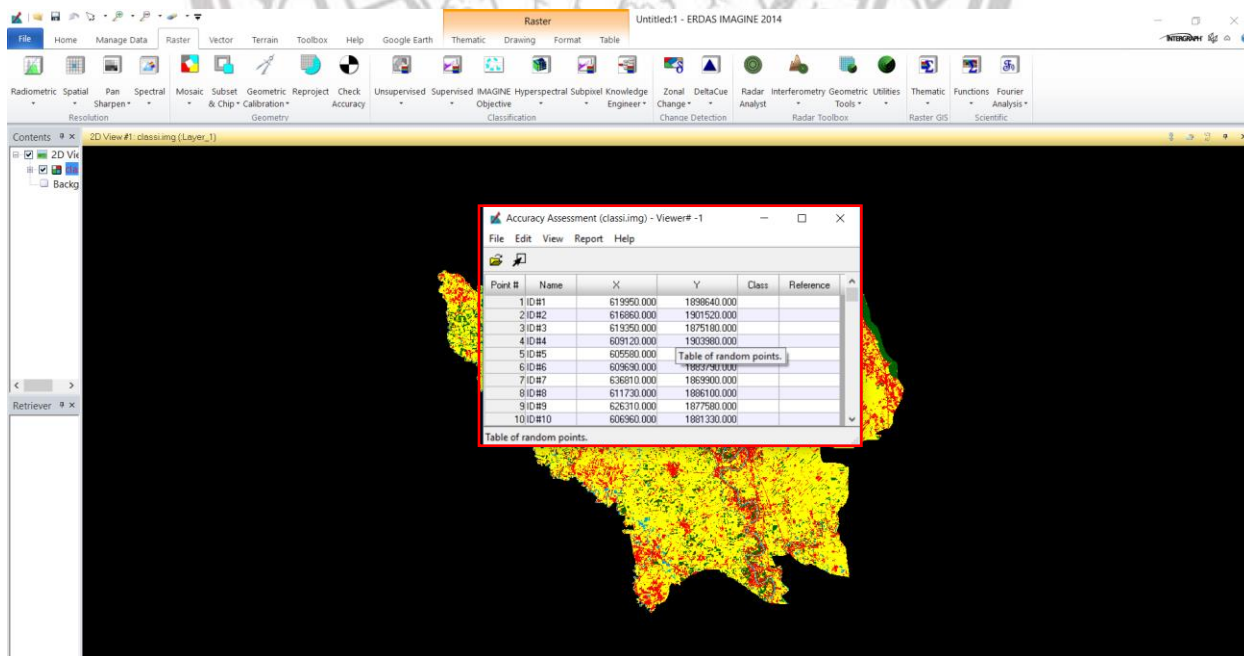 Raster
Untitled:1 - ERDAS IMAGINE 2014
File Home Manage Data Raster Vector Terrain Toolbox Help Google Earth Thematic Drawing Format Table
INTERGRAPH
Radiometric Spatial Pan Sharpen Spectral Mosaic Subset & Chip Geometric Calibration Reproject Check Accuracy Unsupervised Supervised IMAGINE Objective Hyperspectral Subpixel Knowledge Engineer Zonal Change DeltaCue Radar Analyst Interferometry Geometric Tools Utilities Thematic Functions Fourier Analysis
Resolution Geometry Classification Change Detection Radar Toolbox Raster GIS Scientific
Contents
2D View #1: classi.img (:Layer_1)
2D Vie
Backg
Retriever
Accuracy Assessment (classi.img) - Viewer# -1
File Edit View Report Help
Point # Name X Y Class Reference
1 ID#1 619950.000 1898640.000
2 ID#2 616860.000 1901520.000
3 ID#3 619350.000 1875180.000
4 ID#4 609120.000 1903980.000
5 ID#5 605580.000
Table of random points.
6 ID#6 609690.000 1883790.000
7 ID#7 636810.000 1869900.000
8 ID#8 611730.000 1886100.000
9 ID#9 626310.000 1877580.000
10 ID#10 606960.000 1881330.000
Table of random points.